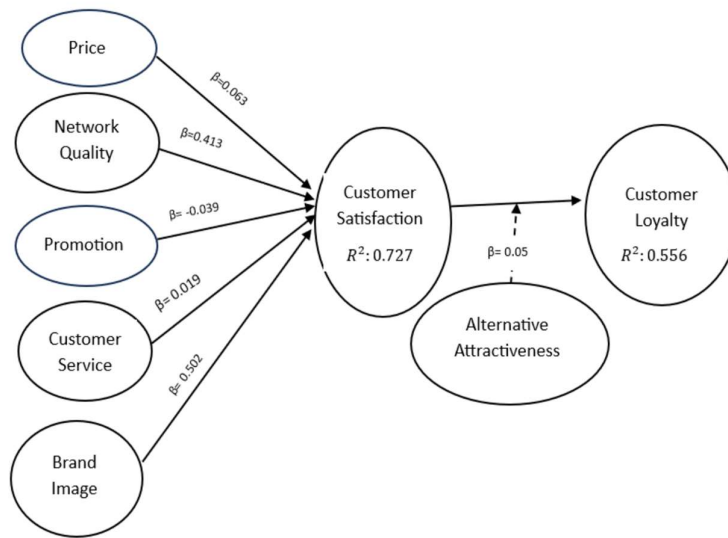 Price
β=0.063
Network
Quality
β=0.413
Promotion
β= -0.039
Customer
Service
β= 0.019
Brand
Image
β= 0.502
Customer
Satisfaction
R²: 0.727
β= 0.05
Alternative
Attractiveness
Customer
Loyalty
R²: 0.556